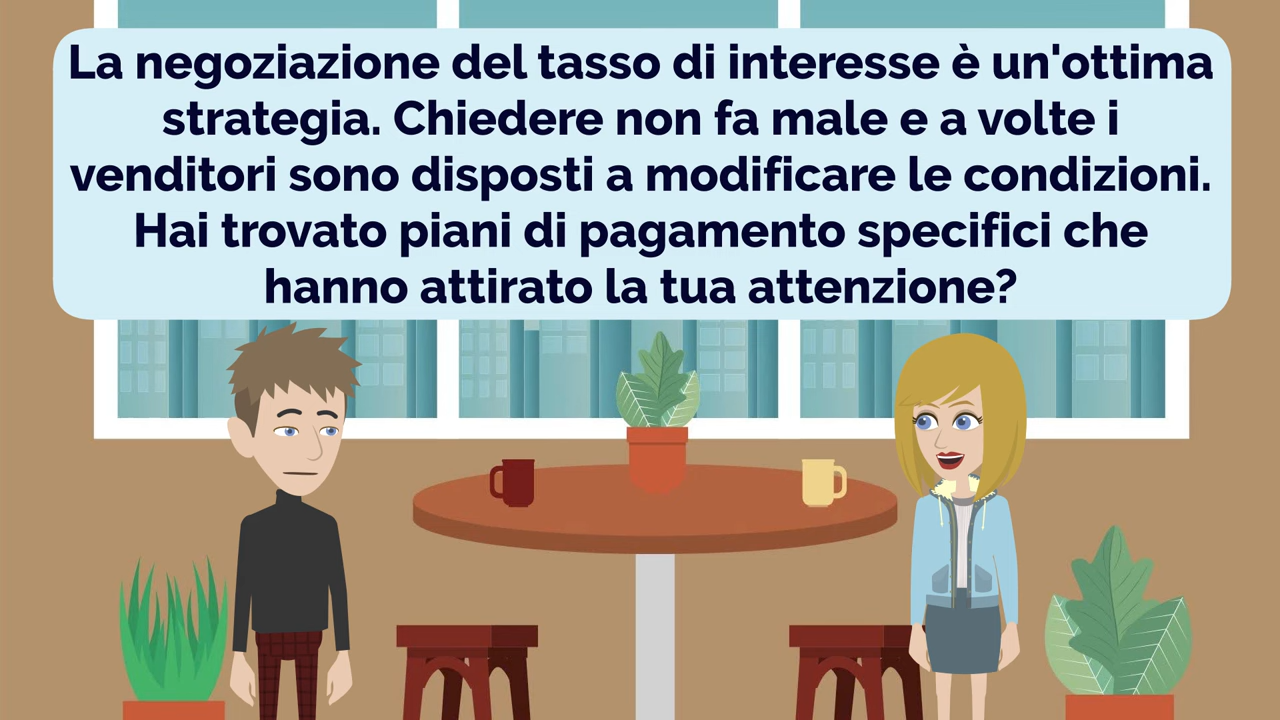 La negoziazione del tasso di interesse è un'ottima
strategia. Chiedere non fa male e a volte i
venditori sono disposti a modificare le condizioni.
Hai trovato piani di pagamento specifici che
hanno attirato la tua attenzione?